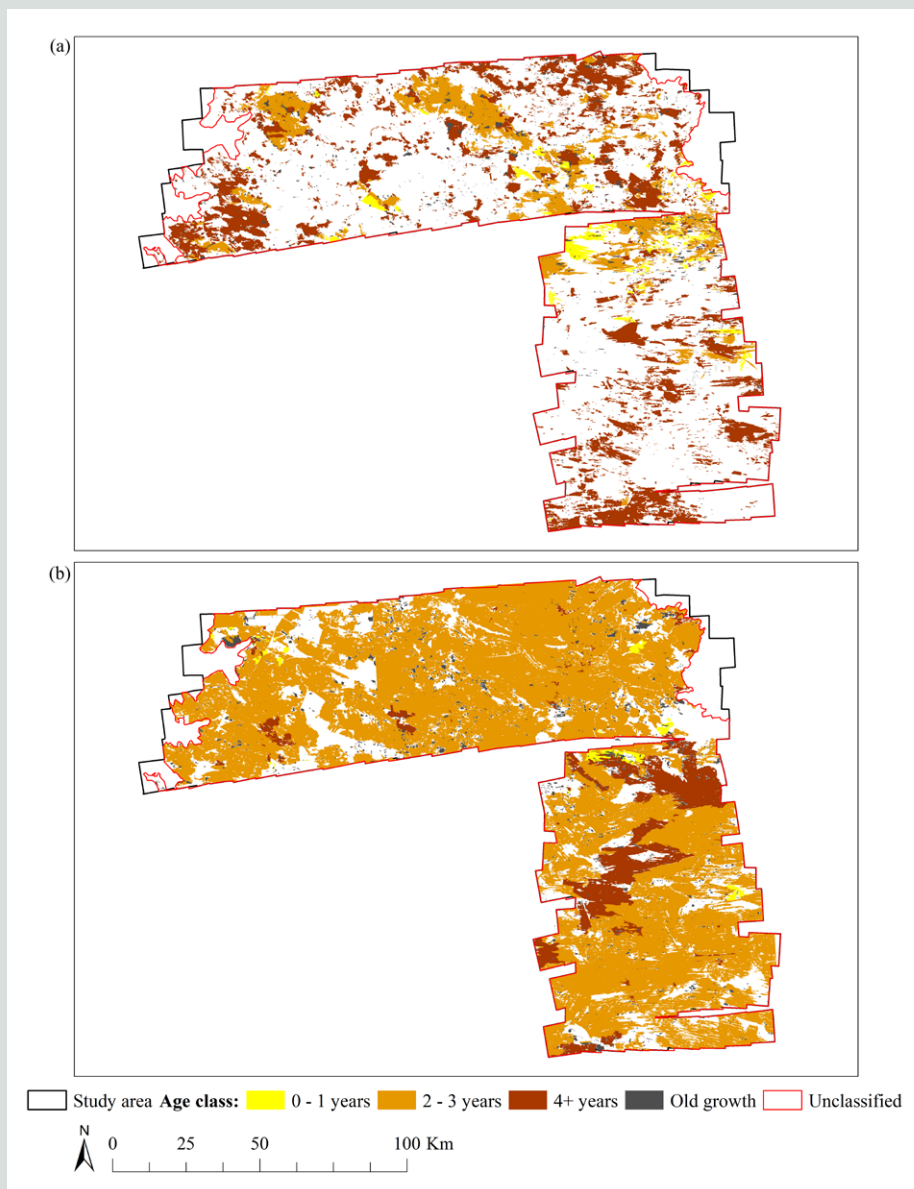 (a)
(b)
Study area Age class: 0 - 1 years 2 - 3 years 4+ years Old growth Unclassified
N
0 25 50 100 Km